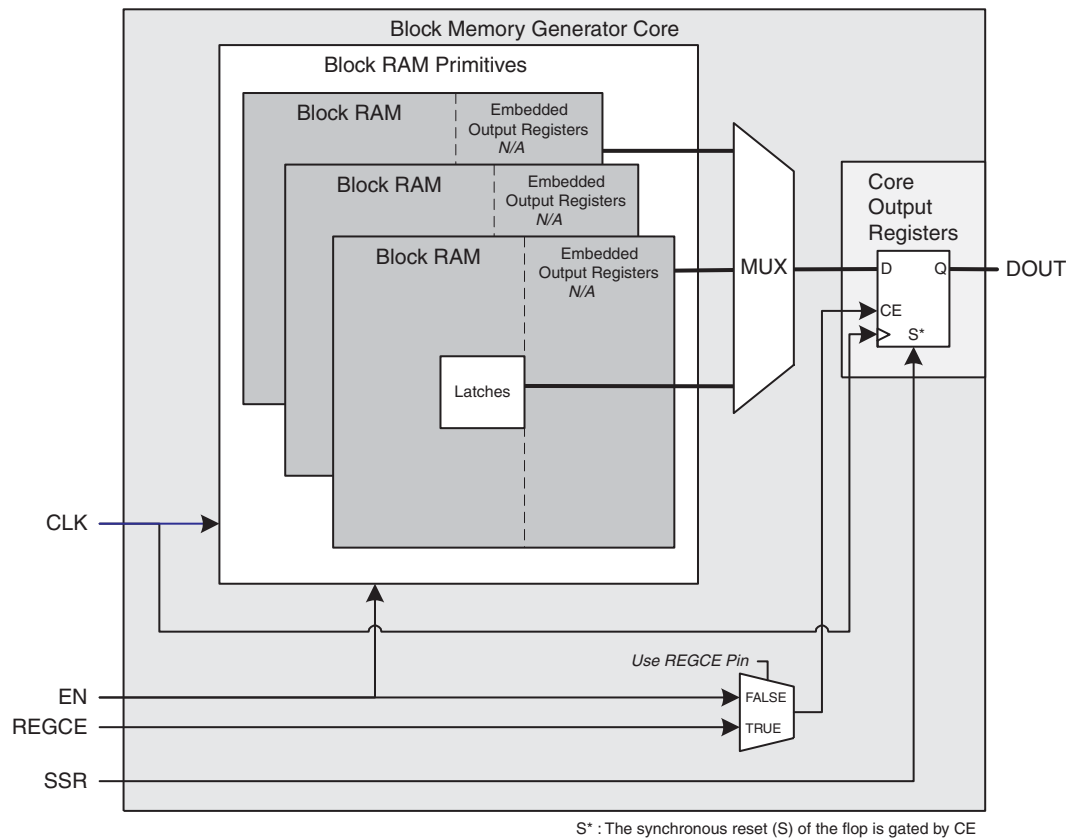 Block Memory Generator Core
Block RAM Primitives
Block RAM
Embedded
Output Registers
N/A
Block RAM
Embedded
Output Registers
N/A
Block RAM
Embedded
Output Registers
N/A
Latches
MUX
Core
Output
Registers
D
Q
CE
S*
DOUT
CLK
Use REGCE Pin
EN
FALSE
REGCE
TRUE
SSR
S* : The synchronous reset (S) of the flop is gated by CE